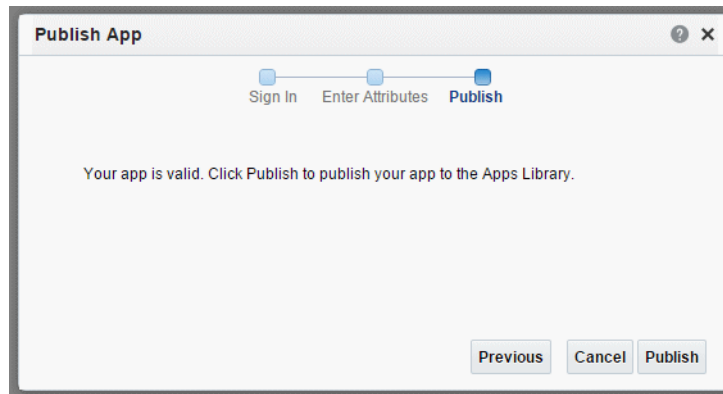 Publish App
Sign In Enter Attributes Publish
Your app is valid. Click Publish to publish your app to the Apps Library.
Previous Cancel Publish